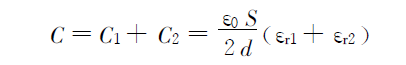 C = C1 + C2 = ε0 S / 2 d (εr1 + εr2)